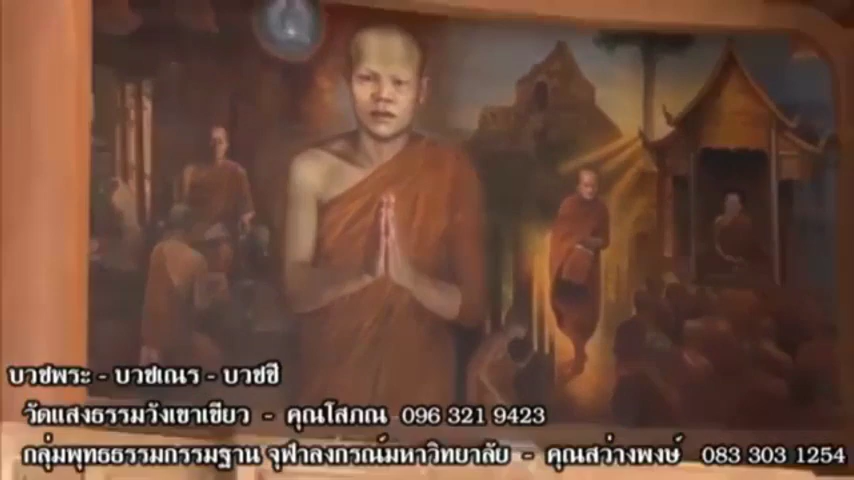 บวชพระ - บวชเณร - บวชชี
วัดแสงธรรมวังเขาเขียว - คุณโสภณ 096 321 9423
กลุ่มพุทธธรรมกรรมฐาน จุฬาลงกรณ์มหาวิทยาลัย - คุณสว่างพงษ์ 083 303 1254